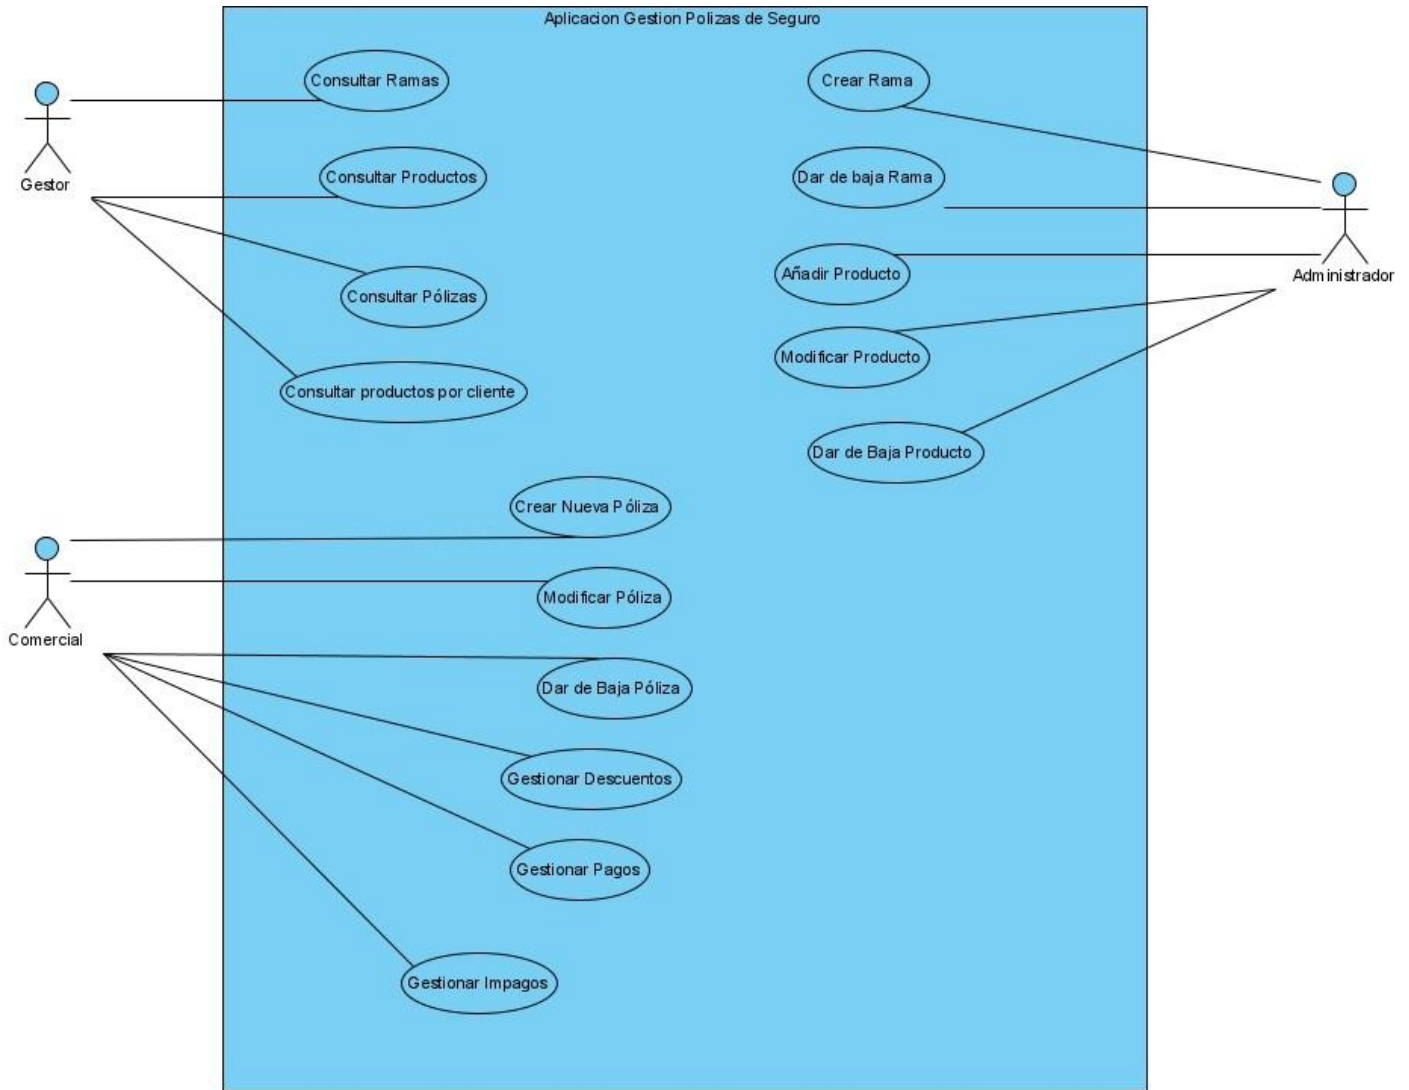 Aplicacion Gestion Polizas de Seguro
Consultar Ramas
Crear Rama
Gestor
Consultar Productos
Dar de baja Rama
Añadir Producto
Administrador
Consultar Pólizas
Modificar Producto
Consultar productos por cliente
Dar de Baja Producto
Crear Nueva Póliza
Modificar Póliza
Comercial
Dar de Baja Póliza
Gestionar Descuentos
Gestionar Pagos
Gestionar Impagos